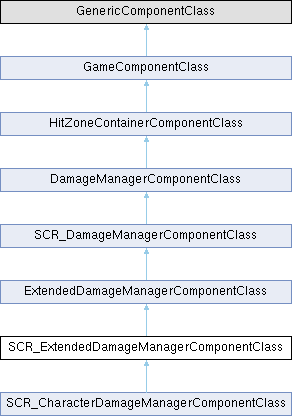 GenericComponentClass
GameComponentClass
HitZoneContainerComponentClass
DamageManagerComponentClass
SCR_DamageManagerComponentClass
ExtendedDamageManagerComponentClass
SCR_ExtendedDamageManagerComponentClass
SCR_CharacterDamageManagerComponentClass